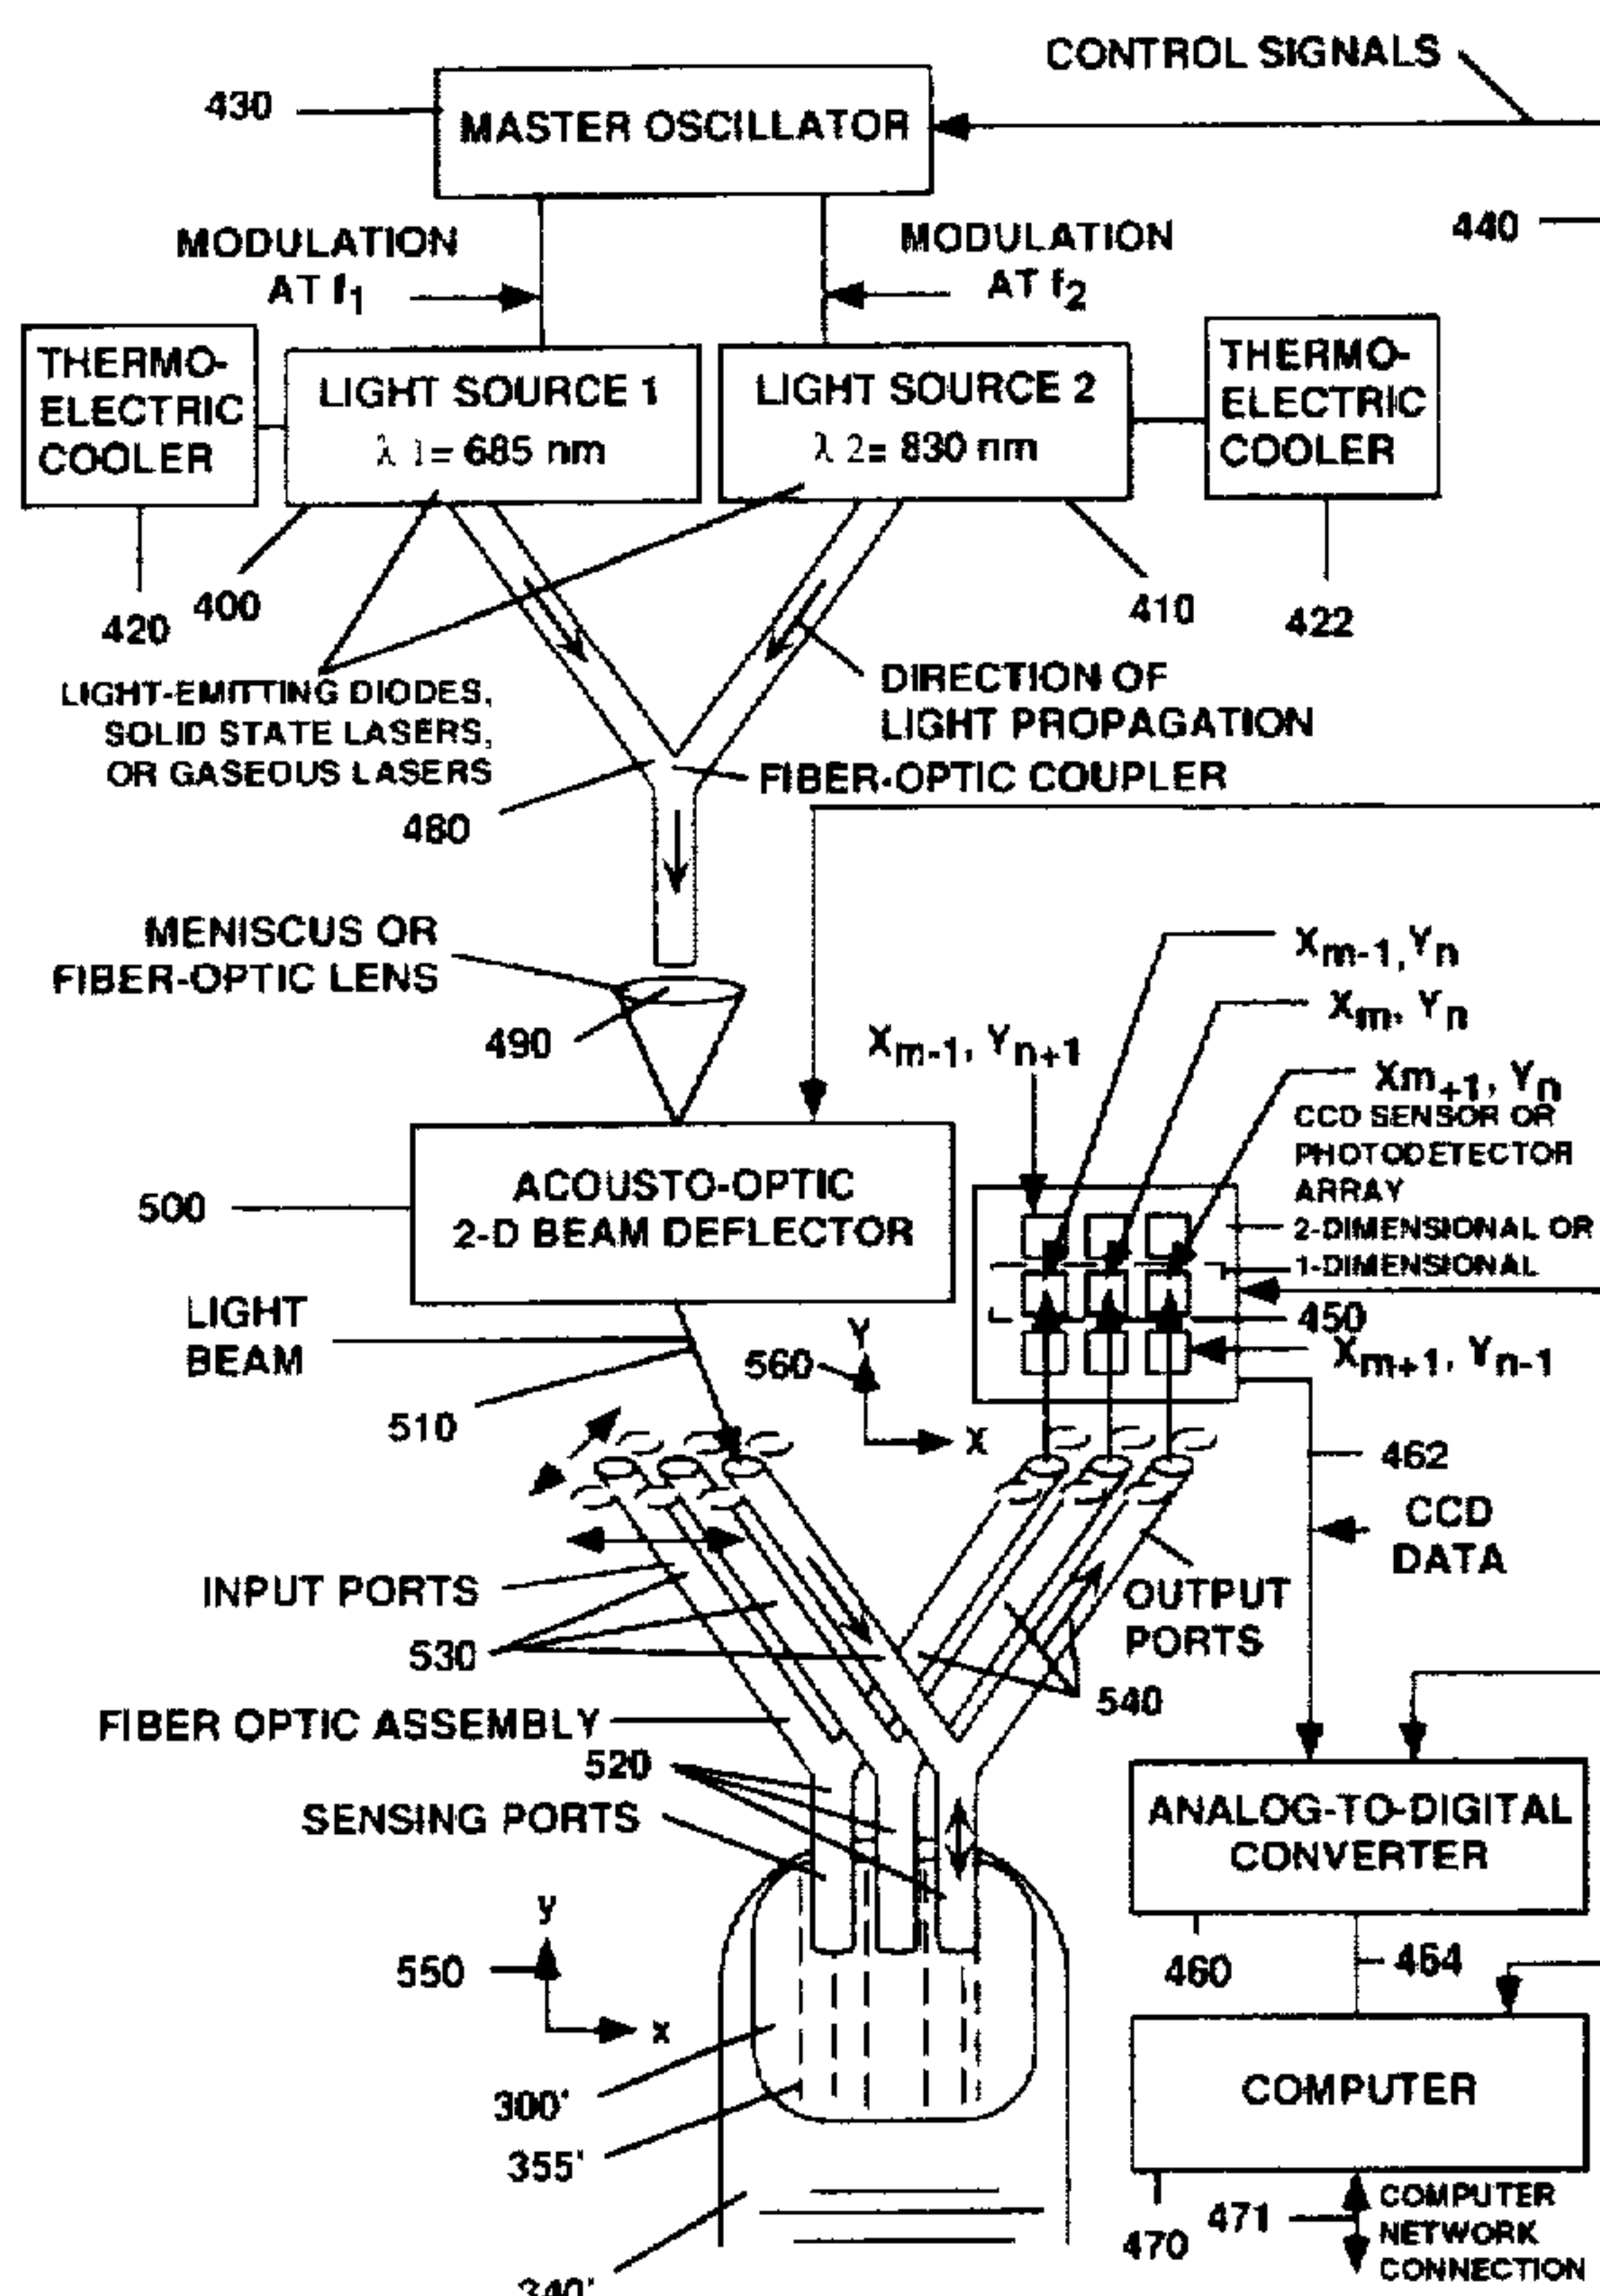 CONTROL SIGNALS
430
MASTER OSCILLATOR
440
MODULATION
AT f1
MODULATION
AT f2
THERMO-
ELECTRIC
COOLER
LIGHT SOURCE 1
λ 1= 685 nm
LIGHT SOURCE 2
λ 2= 830 nm
THERMO-
ELECTRIC
COOLER
420
400
410
422
LIGHT-EMITTING DIODES,
SOLID STATE LASERS,
OR GASEOUS LASERS
DIRECTION OF
LIGHT PROPAGATION
FIBER-OPTIC COUPLER
480
MENISCUS OR
FIBER-OPTIC LENS
490
Xm-1, Yn
Xm, Yn
Xm-1, Yn+1
Xm+1, Yn
CCD SENSOR OR
PHOTODETECTOR
ARRAY
2-DIMENSIONAL OR
1-DIMENSIONAL
450
Xm+1, Yn-1
500
ACOUSTO-OPTIC
2-D BEAM DEFLECTOR
LIGHT
BEAM
510
560
Y
X
462
CCD
DATA
INPUT PORTS
530
OUTPUT
PORTS
540
FIBER OPTIC ASSEMBLY
520
SENSING PORTS
ANALOG-TO-DIGITAL
CONVERTER
460
464
y
550
x
300'
355'
340'
COMPUTER
470
471
COMPUTER
NETWORK
CONNECTION